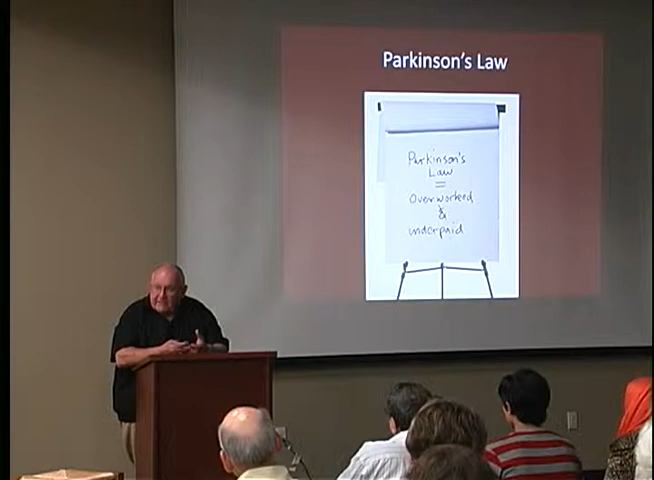 Parkinson's Law
Parkinson's
Law
=
Overworked
&
underpaid